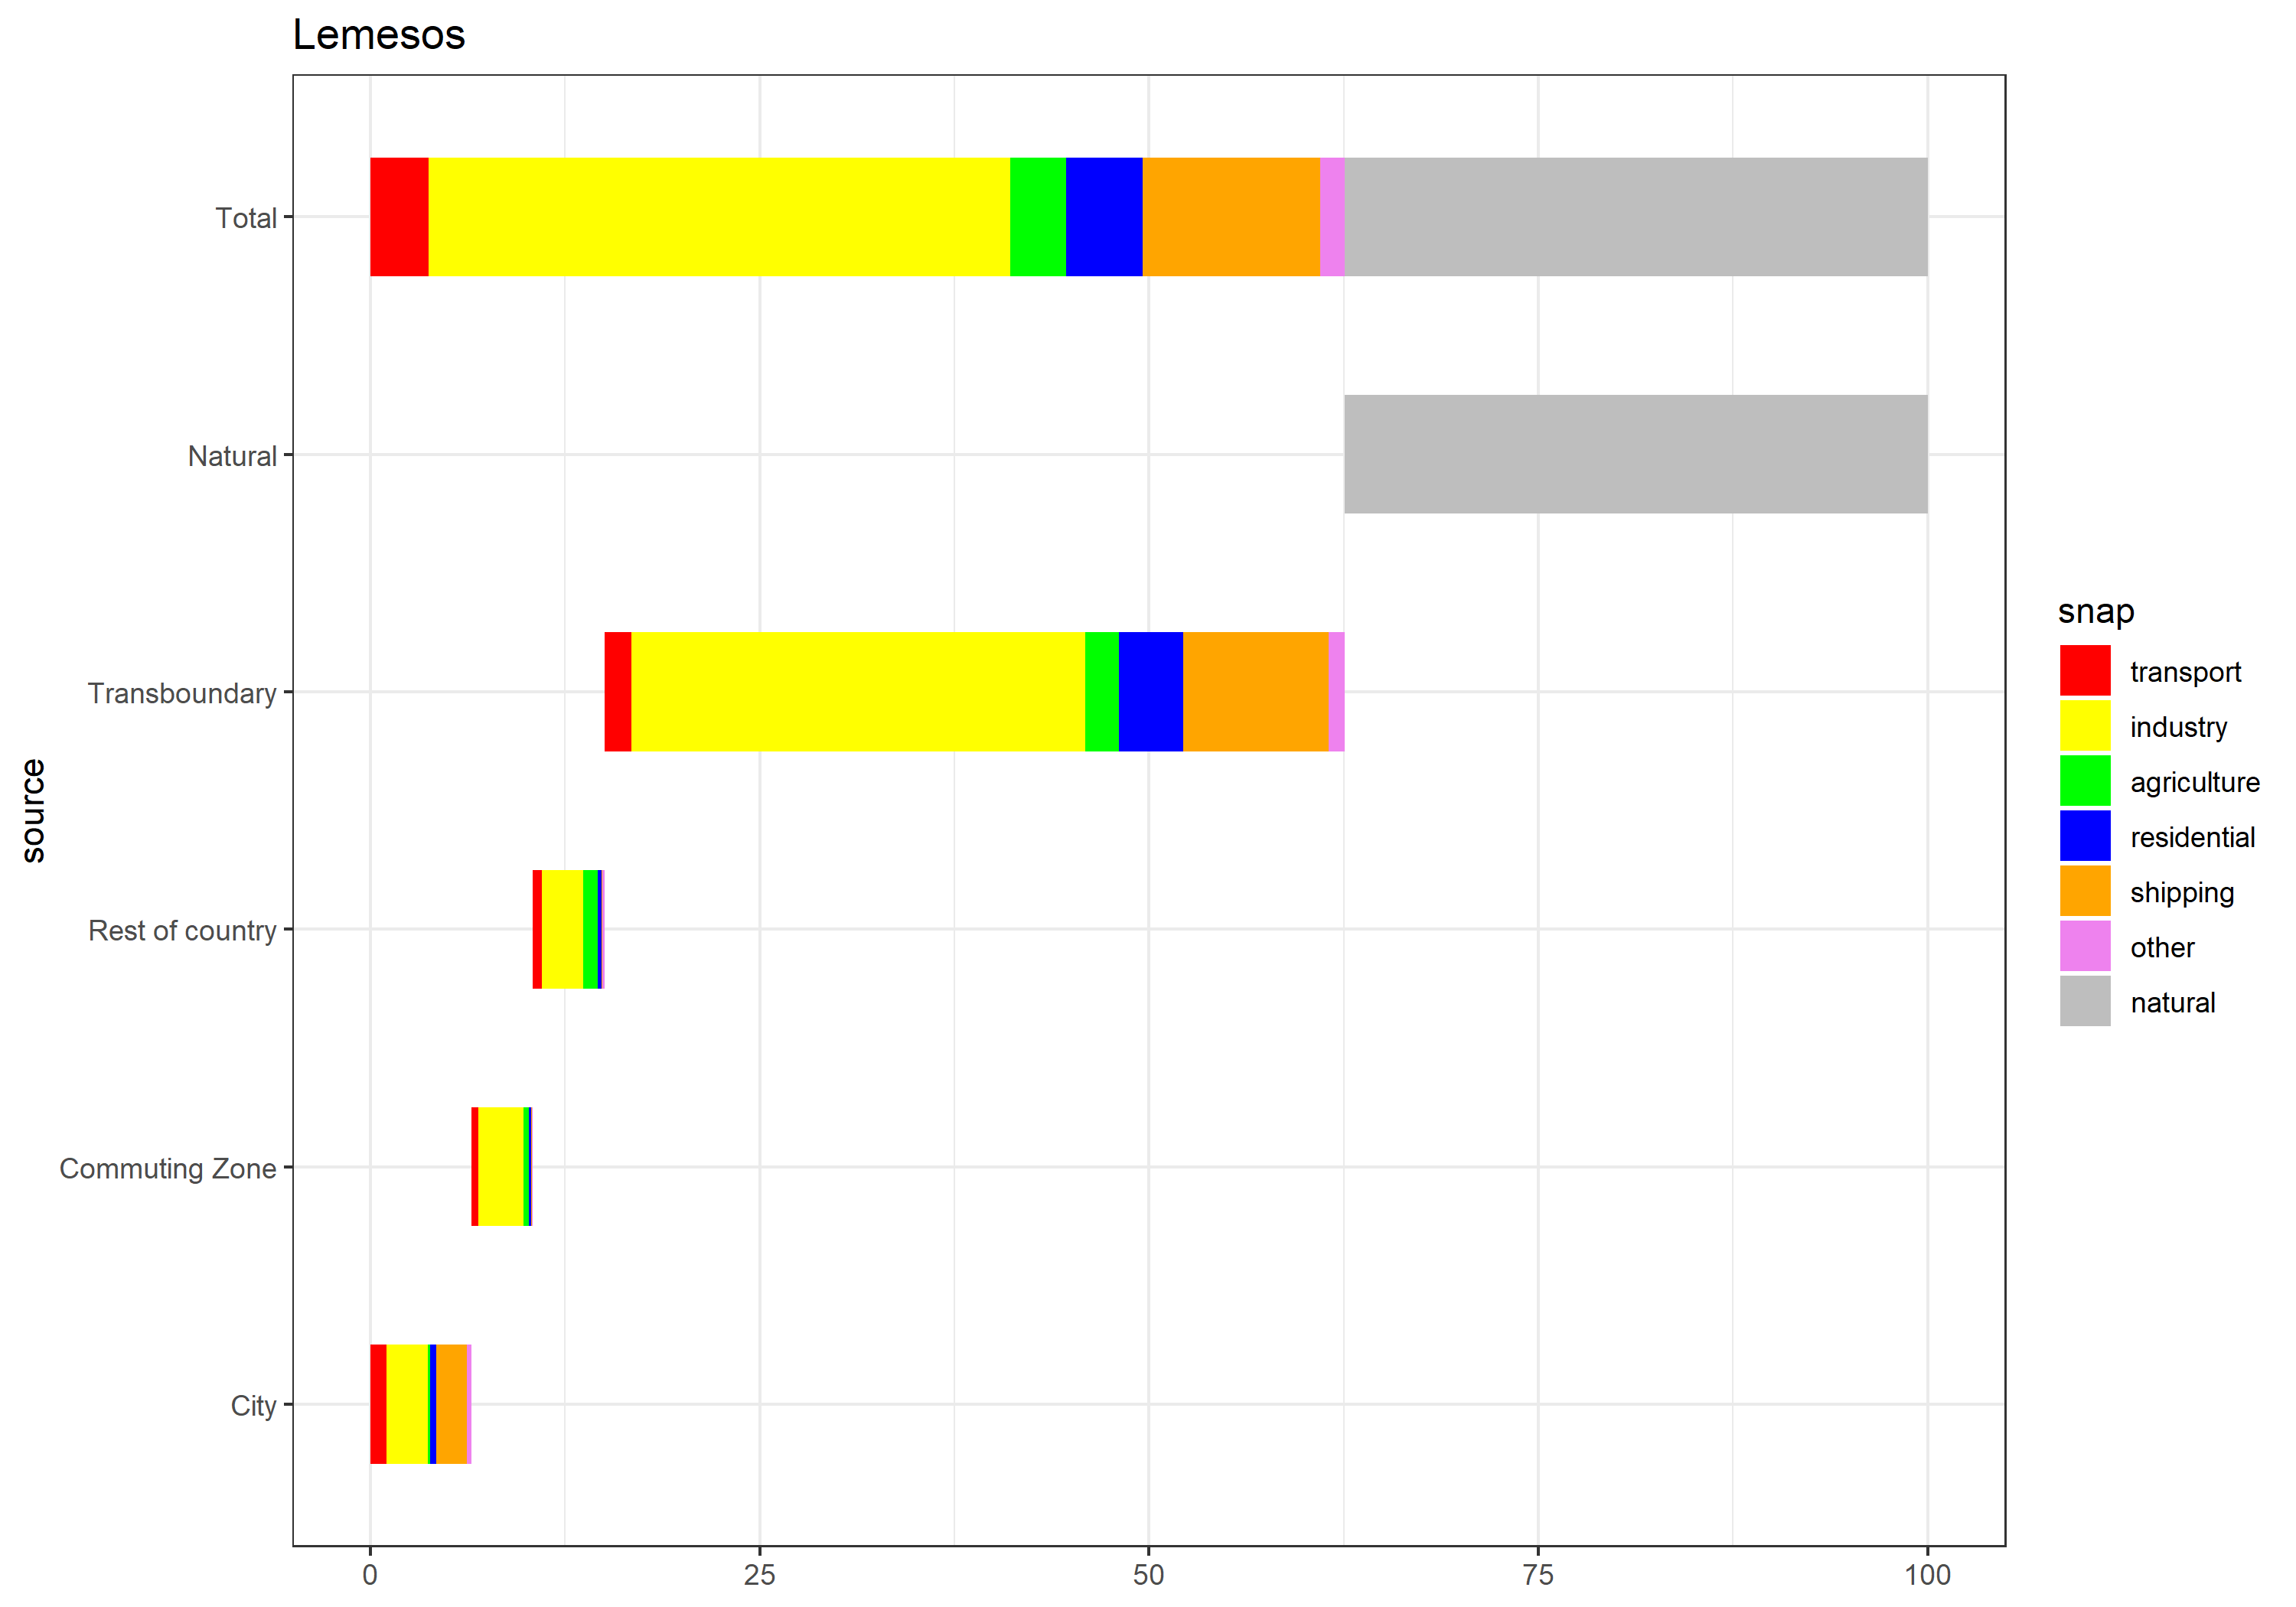 Lemesos
Total
Natural
Transboundary
Rest of country
Commuting Zone
City
source
0 25 50 75 100
snap
transport
industry
agriculture
residential
shipping
other
natural